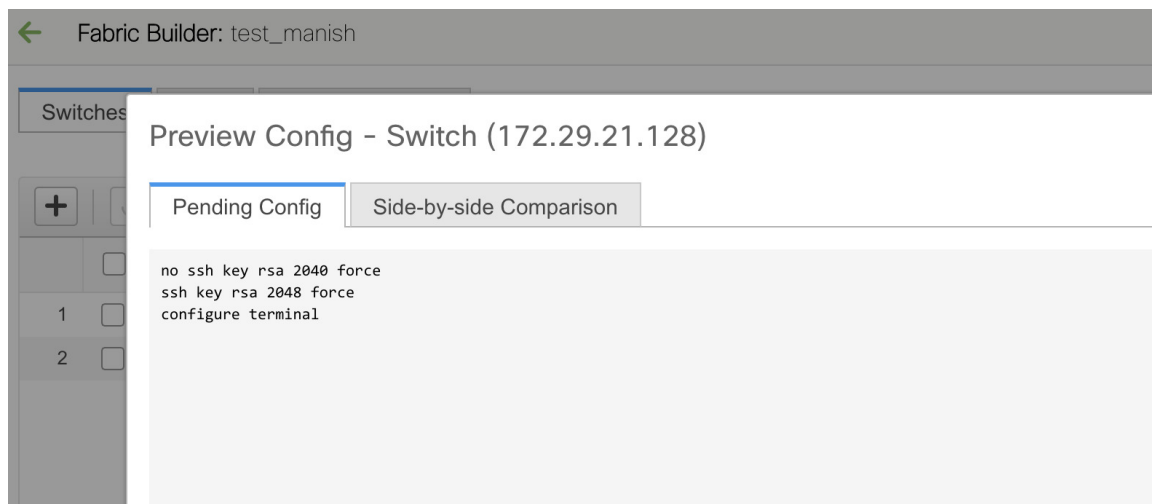 Fabric Builder: test_manish
Switches
Preview Config - Switch (172.29.21.128)
Pending Config
Side-by-side Comparison
no ssh key rsa 2040 force
ssh key rsa 2048 force
configure terminal
1
2